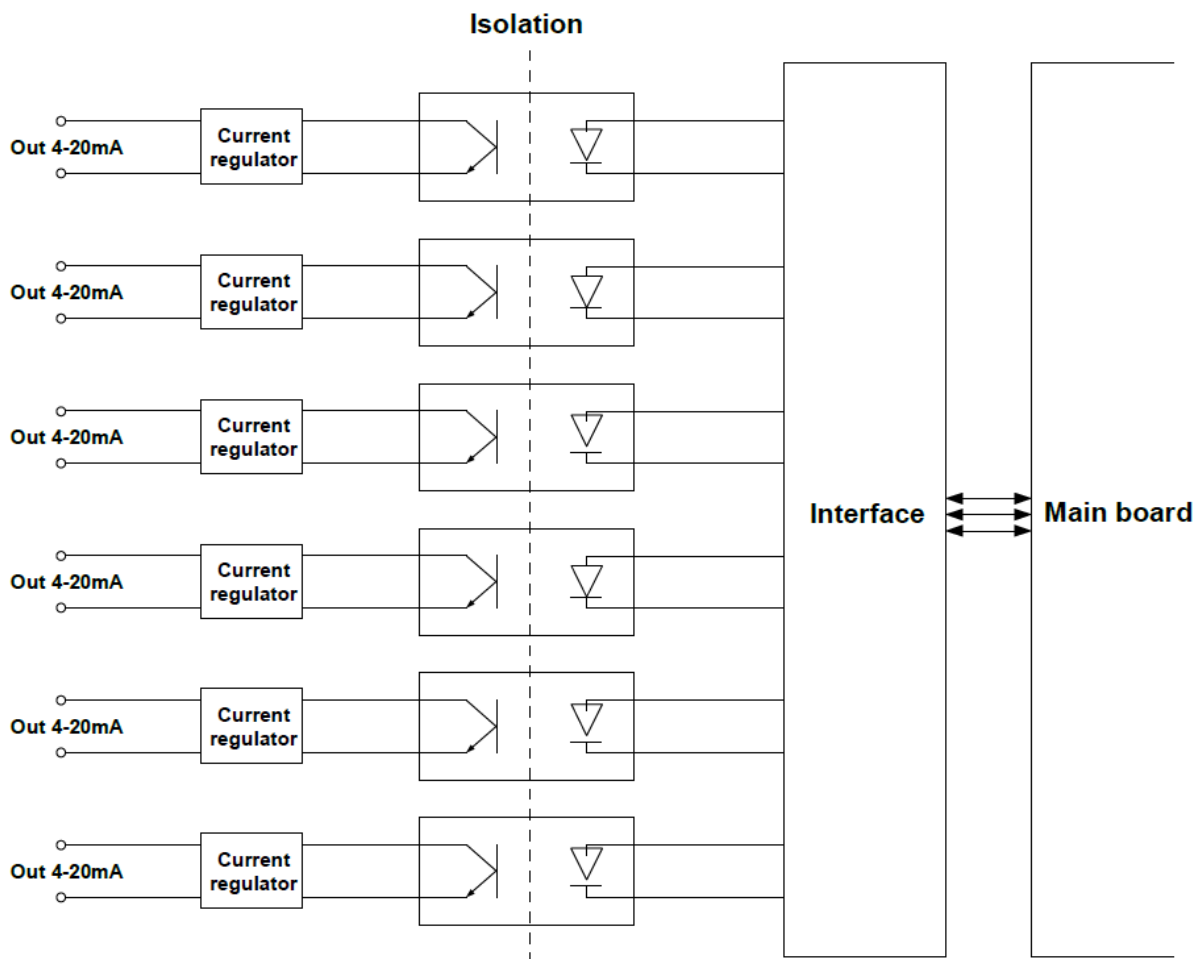 Isolation
Out 4-20mA
Current
regulator
Out 4-20mA
Current
regulator
Out 4-20mA
Current
regulator
Interface
Main board
Out 4-20mA
Current
regulator
Out 4-20mA
Current
regulator
Out 4-20mA
Current
regulator